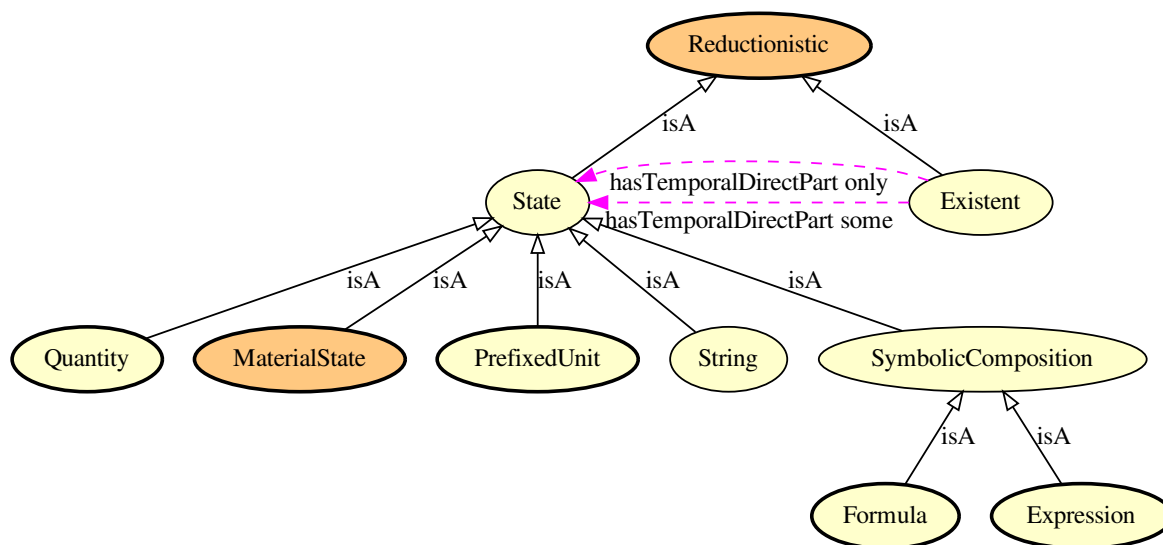 Reductionistic
isA
isA
hasTemporalDirectPart only
State
Existent
hasTemporalDirectPart some
isA
isA
isA
isA
isA
Quantity
MaterialState
PrefixedUnit
String
SymbolicComposition
isA
isA
Formula
Expression